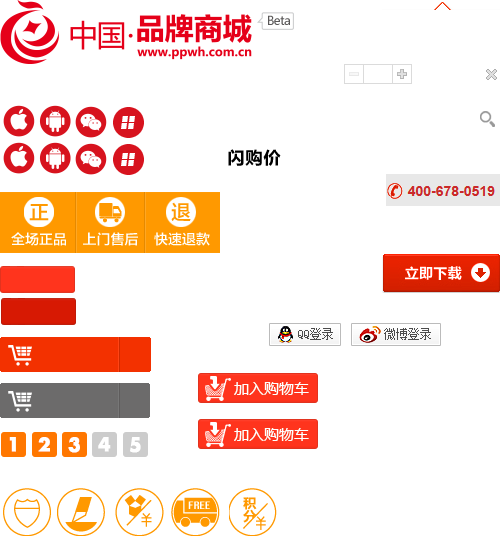 中国·品牌商城
Beta
www.ppwh.com.cn
闪购价
400-678-0519
正
退
全场正品
上门售后
快速退款
立即下载
QQ登录
微博登录
加入购物车
加入购物车
1 2 3 4 5
¥
FREE
积分/¥